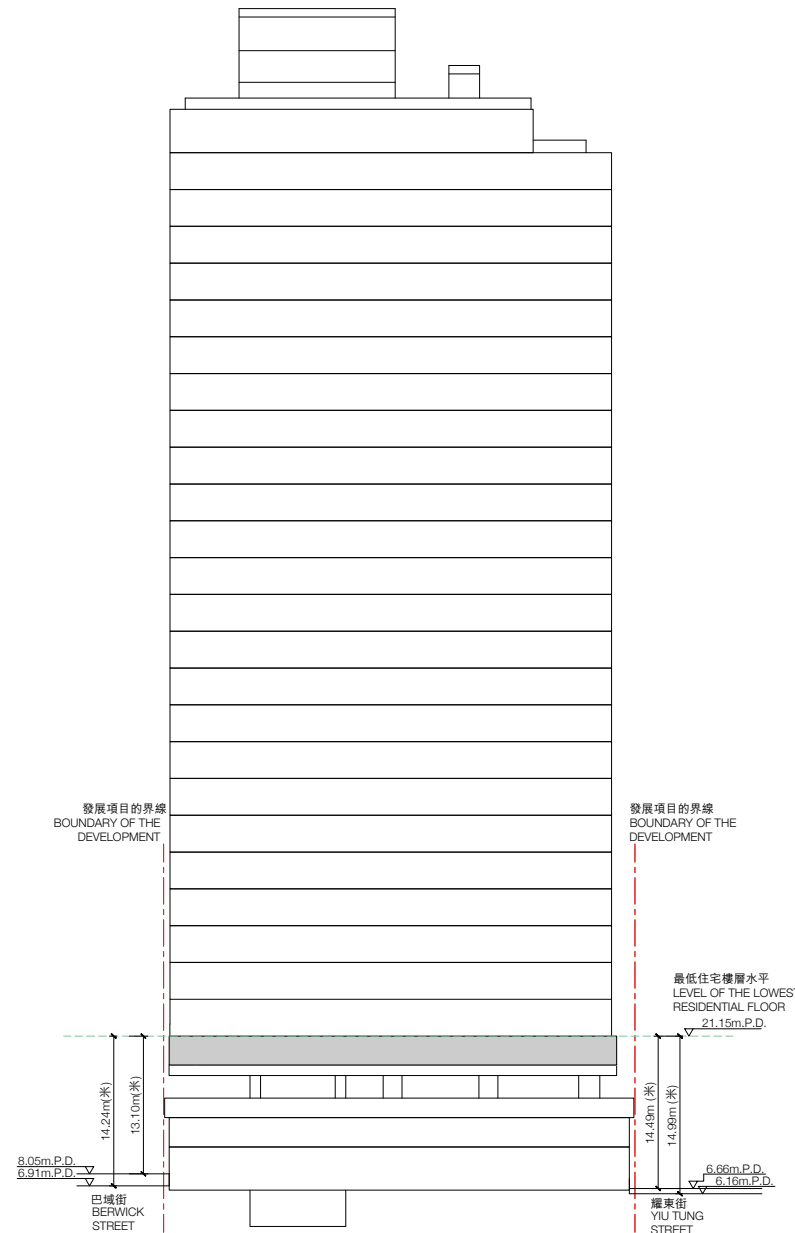 發展項目的界線
BOUNDARY OF THE
DEVELOPMENT
發展項目的界線
BOUNDARY OF THE
DEVELOPMENT
最低住宅樓層水平
LEVEL OF THE LOWEST
RESIDENTIAL FLOOR
21.15m.P.D.
14.24m(米)
13.10m(米)
14.49m (米)
14.99m (米)
8.05m.P.D.
6.91m.P.D.
巴域街
BERWICK
STREET
6.66m.P.D.
6.16m.P.D.
耀東街
YIU TUNG
STREET